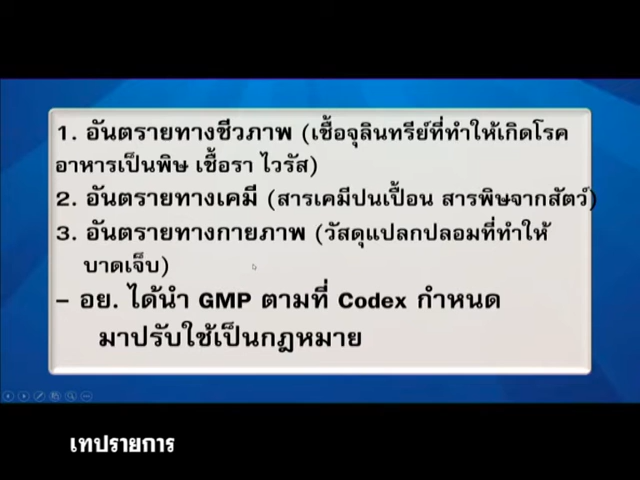 1. อันตรายทางชีวภาพ (เชื้อจุลินทรีย์ที่ทำให้เกิดโรค
อาหารเป็นพิษ เชื้อรา ไวรัส)
2. อันตรายทางเคมี (สารเคมีปนเปื้อน สารพิษจากสัตว์)
3. อันตรายทางกายภาพ (วัสดุแปลกปลอมที่ทำให้
บาดเจ็บ)
– อย. ได้นำ GMP ตามที่ Codex กำหนด
มาปรับใช้เป็นกฎหมาย
เทปรายการ